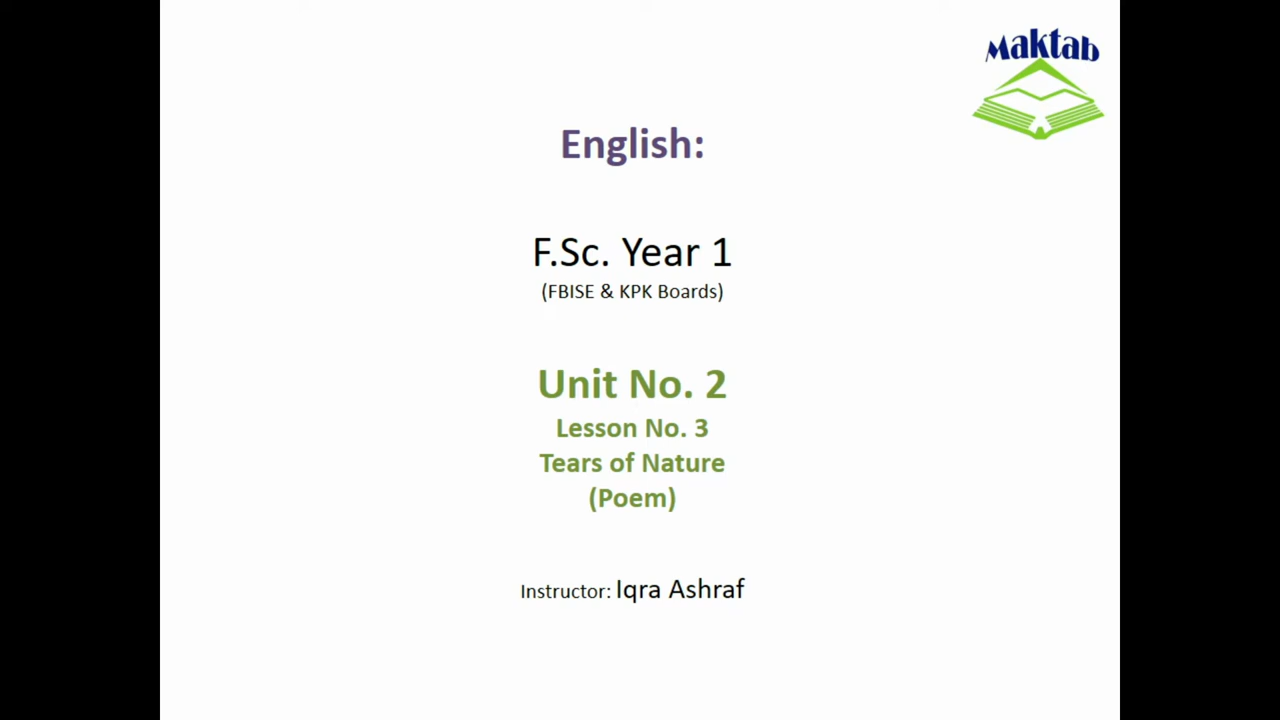 Maktab
English:
F.Sc. Year 1
(FBISE & KPK Boards)
Unit No. 2
Lesson No. 3
Tears of Nature
(Poem)
Instructor: Iqra Ashraf